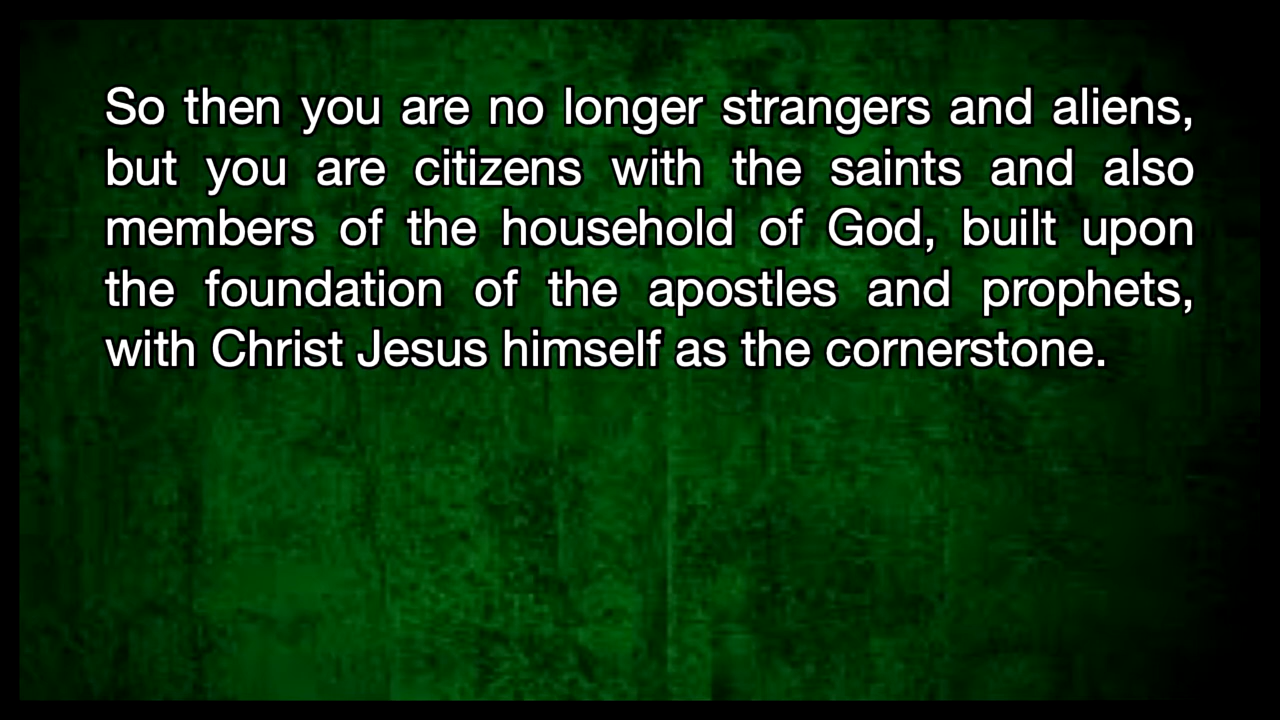 So then you are no longer strangers and aliens,
but you are citizens with the saints and also
members of the household of God, built upon
the foundation of the apostles and prophets,
with Christ Jesus himself as the cornerstone.